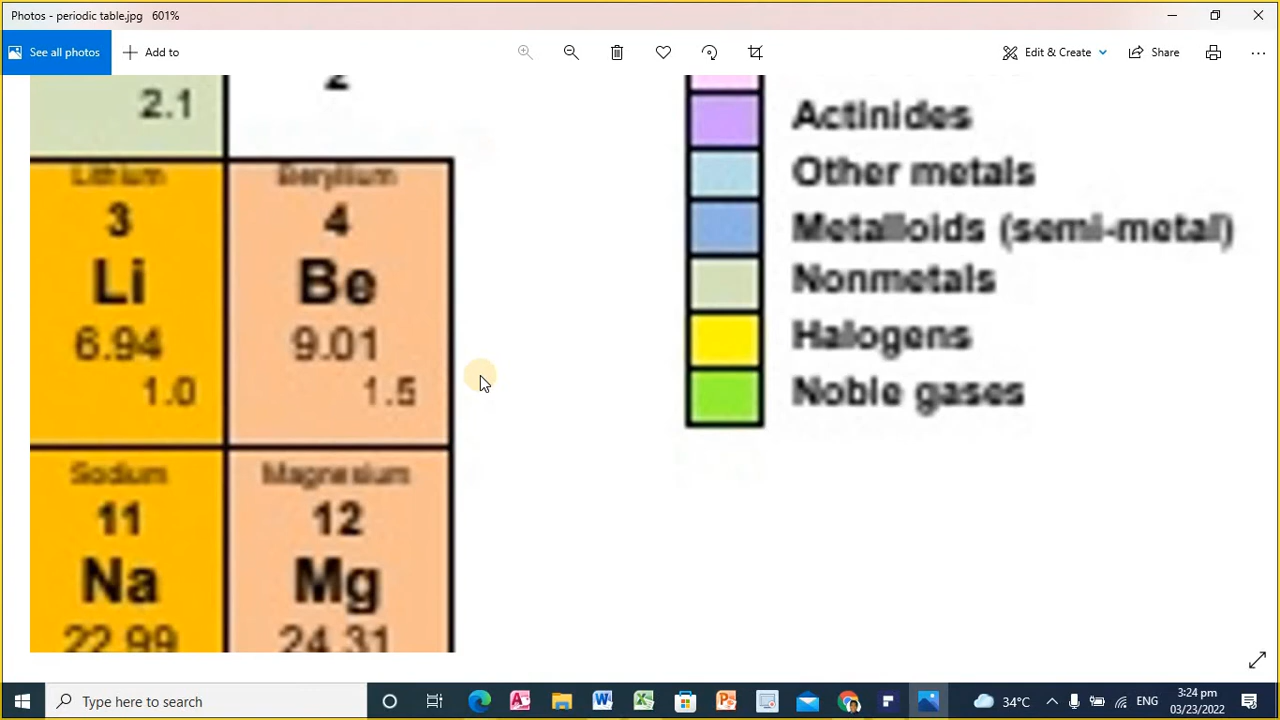 Photos - periodic table.jpg 601%
See all photos
Add to
Edit & Create
Share
2.1
2
Lithium
3
Li
6.94
1.0
Beryllium
4
Be
9.01
1.5
Sodium
11
Na
22.99
Magnesium
12
Mg
24.31
Actinides
Other metals
Metalloids (semi-metal)
Nonmetals
Halogens
Noble gases
Type here to search
34°C
ENG
3:24 pm
03/23/2022